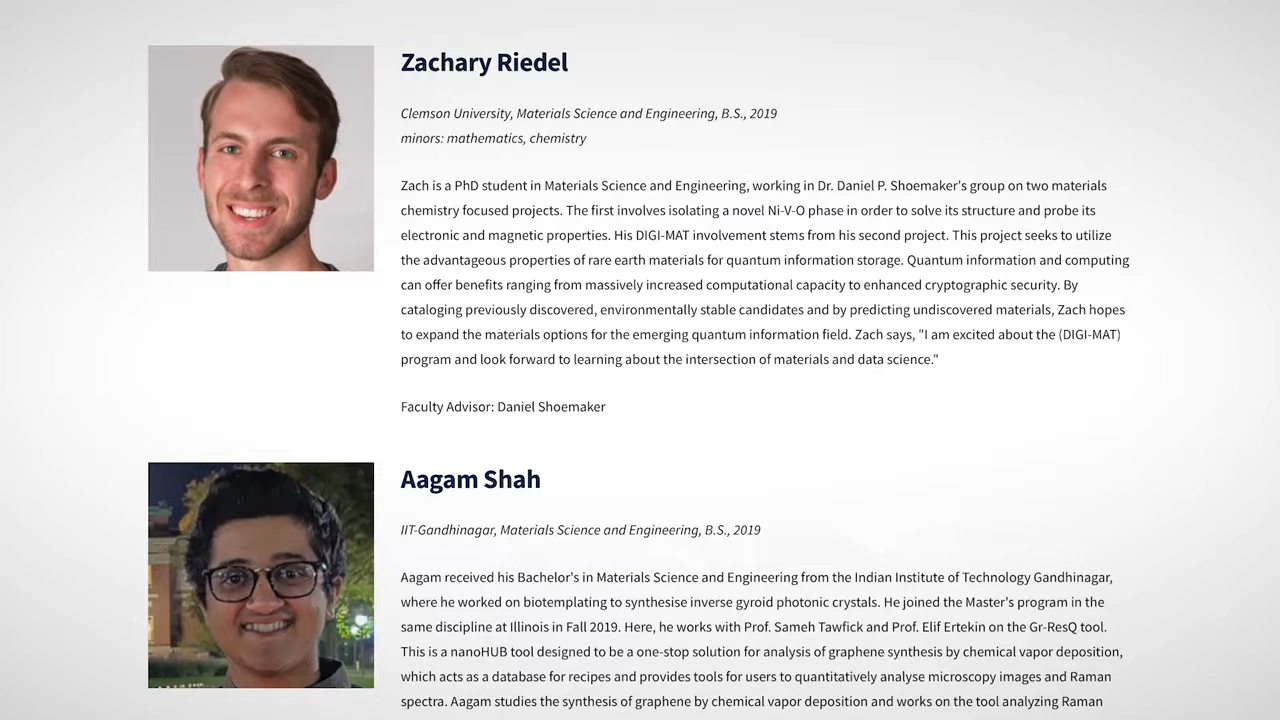 Zachary Riedel
Clemson University, Materials Science and Engineering, B.S., 2019
minors: mathematics, chemistry
Zach is a PhD student in Materials Science and Engineering, working in Dr. Daniel P. Shoemaker's group on two materials
chemistry focused projects. The first involves isolating a novel Ni-V-O phase in order to solve its structure and probe its
electronic and magnetic properties. His DIGI-MAT involvement stems from his second project. This project seeks to utilize
the advantageous properties of rare earth materials for quantum information storage. Quantum information and computing
can offer benefits ranging from massively increased computational capacity to enhanced cryptographic security. By
cataloging previously discovered, environmentally stable candidates and by predicting undiscovered materials, Zach hopes
to expand the materials options for the emerging quantum information field. Zach says, "I am excited about the (DIGI-MAT)
program and look forward to learning about the intersection of materials and data science."
Faculty Advisor: Daniel Shoemaker
Aagam Shah
IIT-Gandhinagar, Materials Science and Engineering, B.S., 2019
Aagam received his Bachelor's in Materials Science and Engineering from the Indian Institute of Technology Gandhinagar,
where he worked on biotemplating to synthesise inverse gyroid photonic crystals. He joined the Master's program in the
same discipline at Illinois in Fall 2019. Here, he works with Prof. Sameh Tawfick and Prof. Elif Ertekin on the Gr-ResQ tool.
This is a nanoHUB tool designed to be a one-stop solution for analysis of graphene synthesis by chemical vapor deposition,
which acts as a database for recipes and provides tools for users to quantitatively analyse microscopy images and Raman
spectra. Aagam studies the synthesis of graphene by chemical vapor deposition and works on the tool analyzing Raman